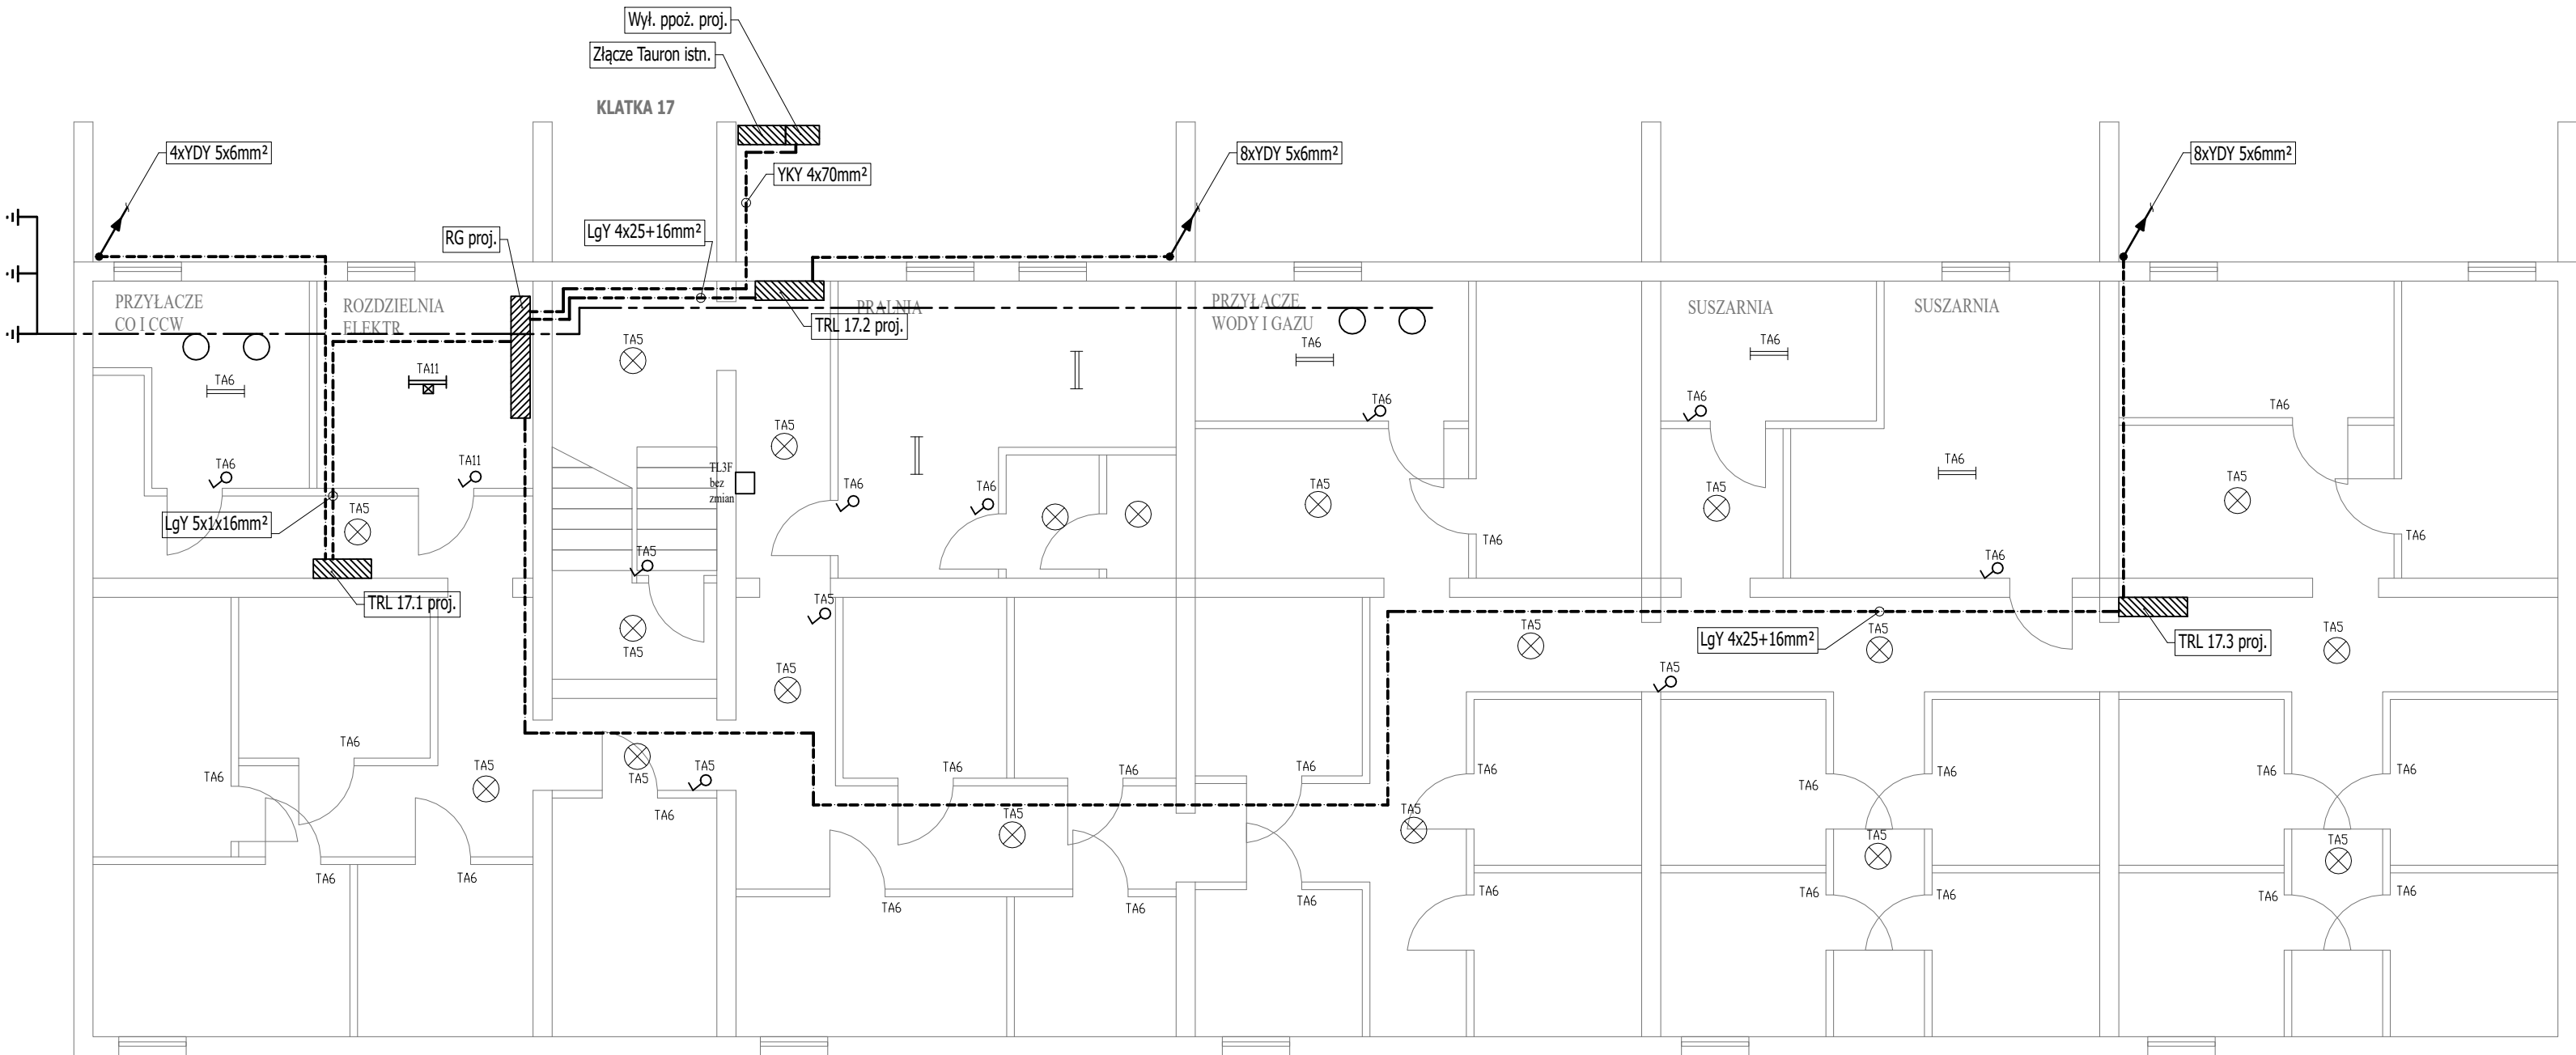 Wył. ppoż. proj.
Złącze Tauron istn.
KLATKA 17
4xYDY 5x6mm²
8xYDY 5x6mm²
8xYDY 5x6mm²
YKY 4x70mm²
LgY 4x25+16mm²
RG proj.
PRZYŁACZE
CO I CCW
ROZDZIELNIA
ELEKTR.
PRALNIA
TRL 17.2 proj.
PRZYŁACZE
WODY I GAZU
SUSZARNIA
SUSZARNIA
TA5
TA6
TA6
TA11
TA6
TA6
TA6
TA6
TA5
TA6
TA11
TL3F
bez
zmian
TA6
TA6
TA5
TA6
TA5
TA5
LgY 5x1x16mm²
TA5
TA5
TA6
TA6
TA6
TRL 17.1 proj.
TA5
TA5
TA5
TA5
TA5
TA5
LgY 4x25+16mm²
TRL 17.3 proj.
TA5
TA5
TA6
TA6
TA5
TA5
TA5
TA6
TA6
TA6
TA6
TA6
TA6
TA6
TA6
TA6
TA5
TA5
TA5
TA5
TA6
TA6
TA6
TA6
TA6
TA6
TA6
TA6
TA6
TA6